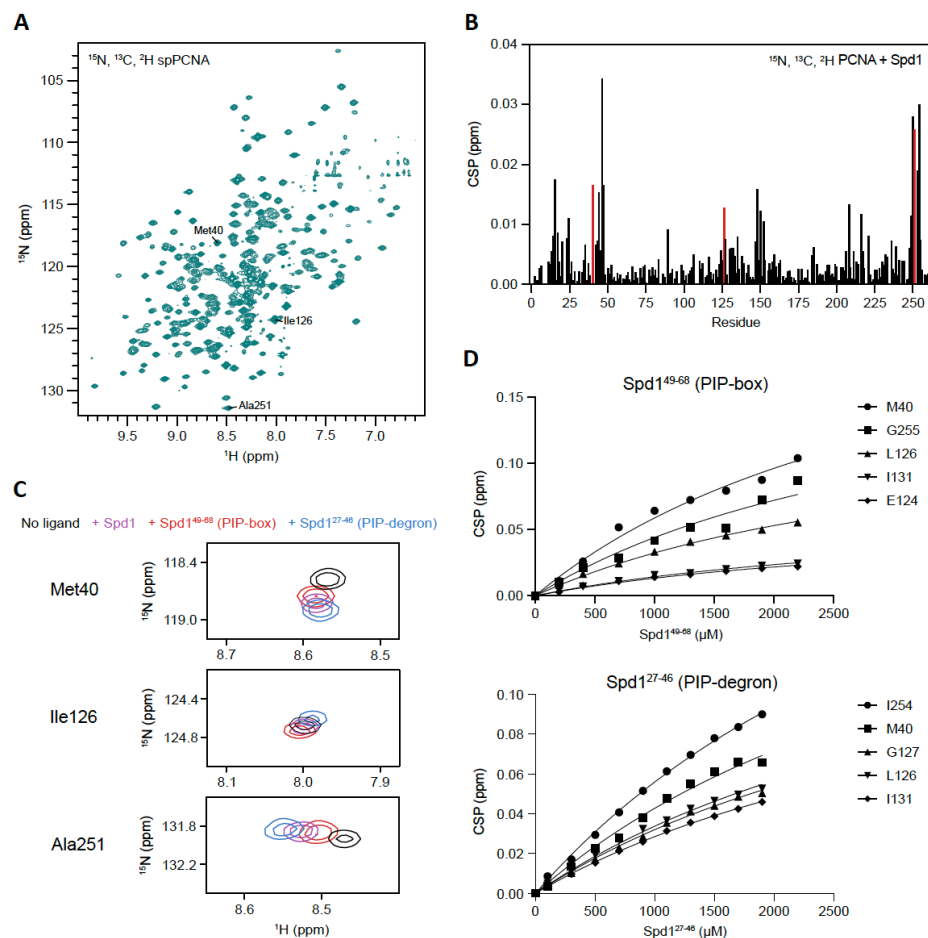 A
¹⁵N, ¹³C, ²H spPCNA
105
110
115
120
125
130
¹⁵N (ppm)
Met40
Ile126
Ala251
9.5 9.0 8.5 8.0 7.5 7.0
¹H (ppm)
B
¹⁵N, ¹³C, ²H PCNA + Spd1
0.04
0.03
0.02
0.01
0.00
CSP (ppm)
0 25 50 75 100 125 150 175 200 225 250
Residue
C
No ligand + Spd1 + Spd1⁴⁹⁻⁶⁸ (PIP-box) + Spd1²⁷⁻⁴⁶ (PIP-degron)
Met40
¹⁵N (ppm)
118.4
119.0
8.7 8.6 8.5
Ile126
¹⁵N (ppm)
124.4
124.8
8.1 8.0 7.9
Ala251
¹⁵N (ppm)
131.8
132.2
8.6 8.5
¹H (ppm)
D
Spd1⁴⁹⁻⁶⁸ (PIP-box)
0.15
0.10
0.05
0.00
CSP (ppm)
0 500 1000 1500 2000 2500
Spd1⁴⁹⁻⁶⁸ (µM)
M40
G255
L126
I131
E124
Spd1²⁷⁻⁴⁶ (PIP-degron)
0.10
0.08
0.06
0.04
0.02
0.00
CSP (ppm)
0 500 1000 1500 2000 2500
Spd1²⁷⁻⁴⁶ (µM)
I254
M40
G127
L126
I131